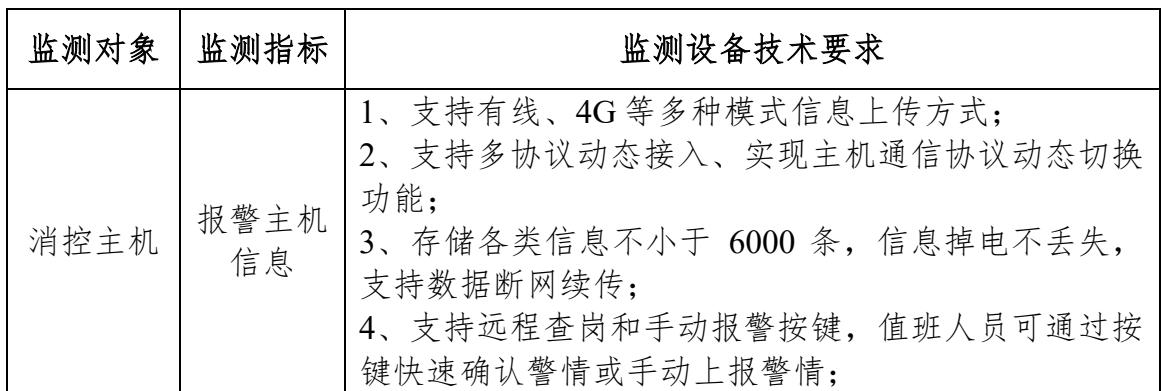 监测对象 监测指标 监测设备技术要求
消控主机
报警主机
信息
1、支持有线、4G等多种模式信息上传方式;
2、支持多协议动态接入、实现主机通信协议动态切换
功能;
3、存储各类信息不小于 6000 条，信息掉电不丢失，
支持数据断网续传;
4、支持远程查岗和手动报警按键，值班人员可通过按
键快速确认警情或手动上报警情;